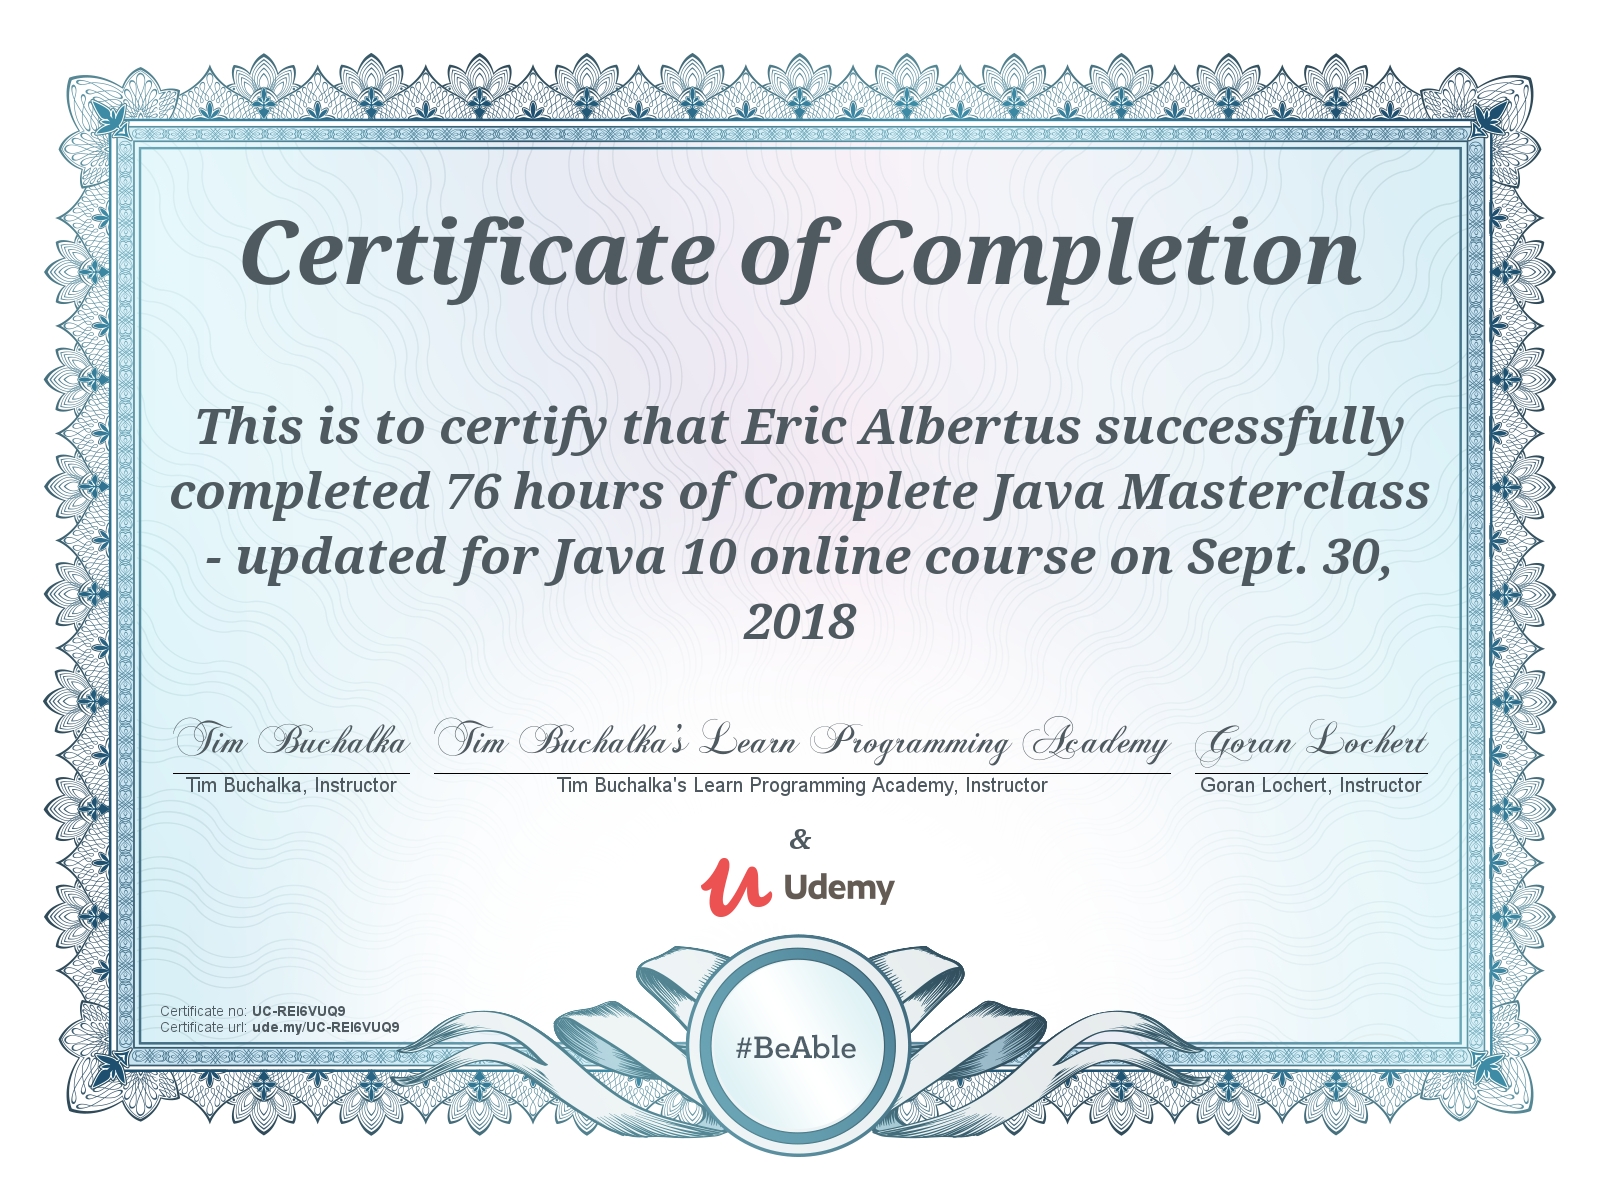 Certificate of Completion
This is to certify that Eric Albertus successfully
completed 76 hours of Complete Java Masterclass
- updated for Java 10 online course on Sept. 30,
2018
Tim Buchalka Tim Buchalka's Learn Programming Academy Goran Lochert
Tim Buchalka, Instructor Tim Buchalka's Learn Programming Academy, Instructor Goran Lochert, Instructor
&
Udemy
Certificate no: UC-REI6VUQ9
Certificate url: ude.my/UC-REI6VUQ9
#BeAble